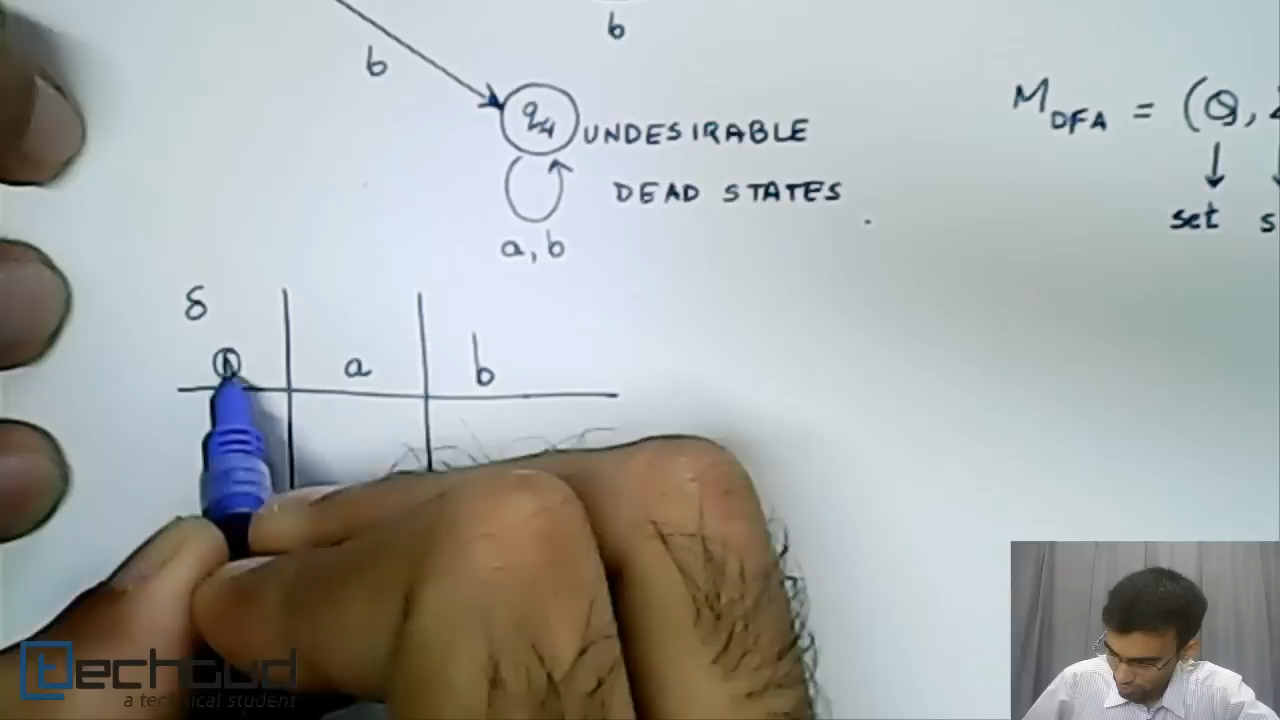 b
b
q4 UNDESIRABLE
DEAD STATES
a, b
M DFA = (Q,
set s
δ
a b
techgud
a technical student